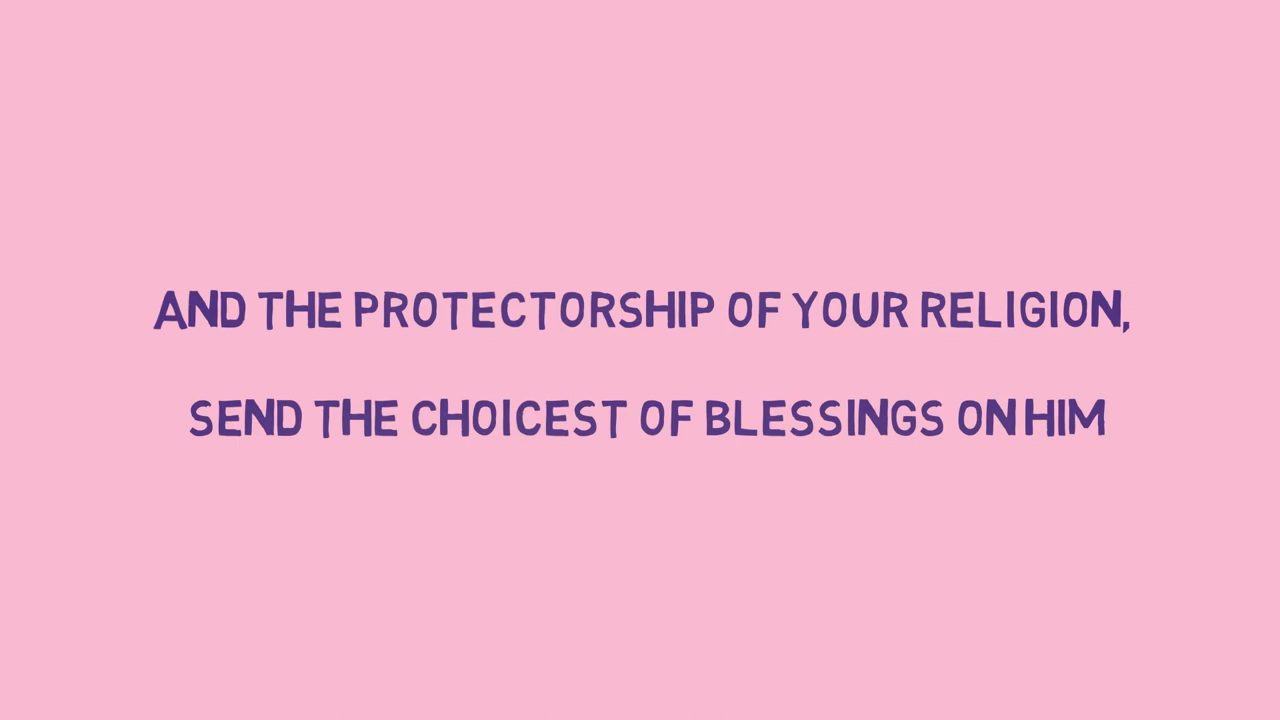 AND THE PROTECTORSHIP OF YOUR RELIGION,
SEND THE CHOICEST OF BLESSINGS ON HIM